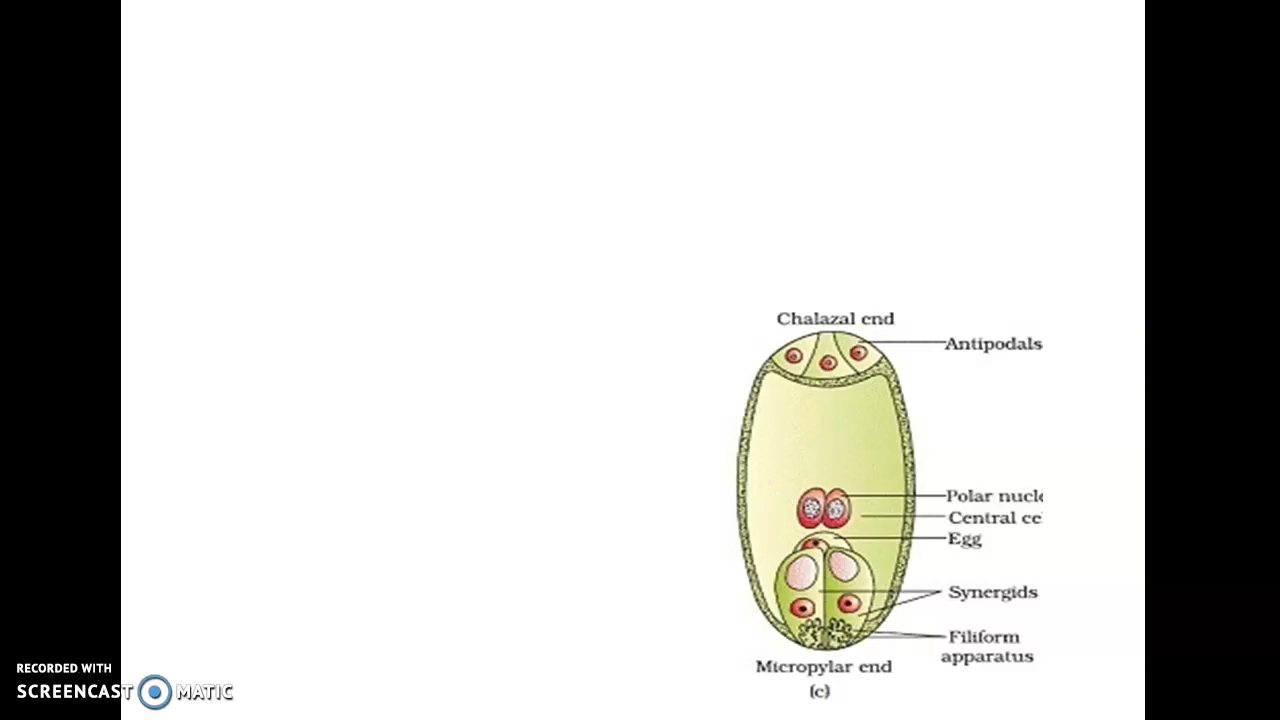 Chalazal end
Antipodals
Polar nucle
Central ce
Egg
Synergids
Filiform
apparatus
Micropylar end
(c)
RECORDED WITH
SCREENCAST MATIC